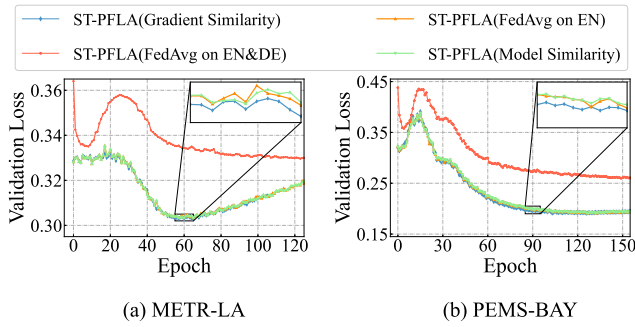 ST-PFLA(Gradient Similarity)
ST-PFLA(FedAvg on EN)
ST-PFLA(FedAvg on EN&DE)
ST-PFLA(Model Similarity)
Validation Loss
0.36
0.34
0.32
0.30
0 20 40 60 80 100 120
Epoch
(a) METR-LA
Validation Loss
0.45
0.35
0.25
0.15
0 30 60 90 120 150
Epoch
(b) PEMS-BAY